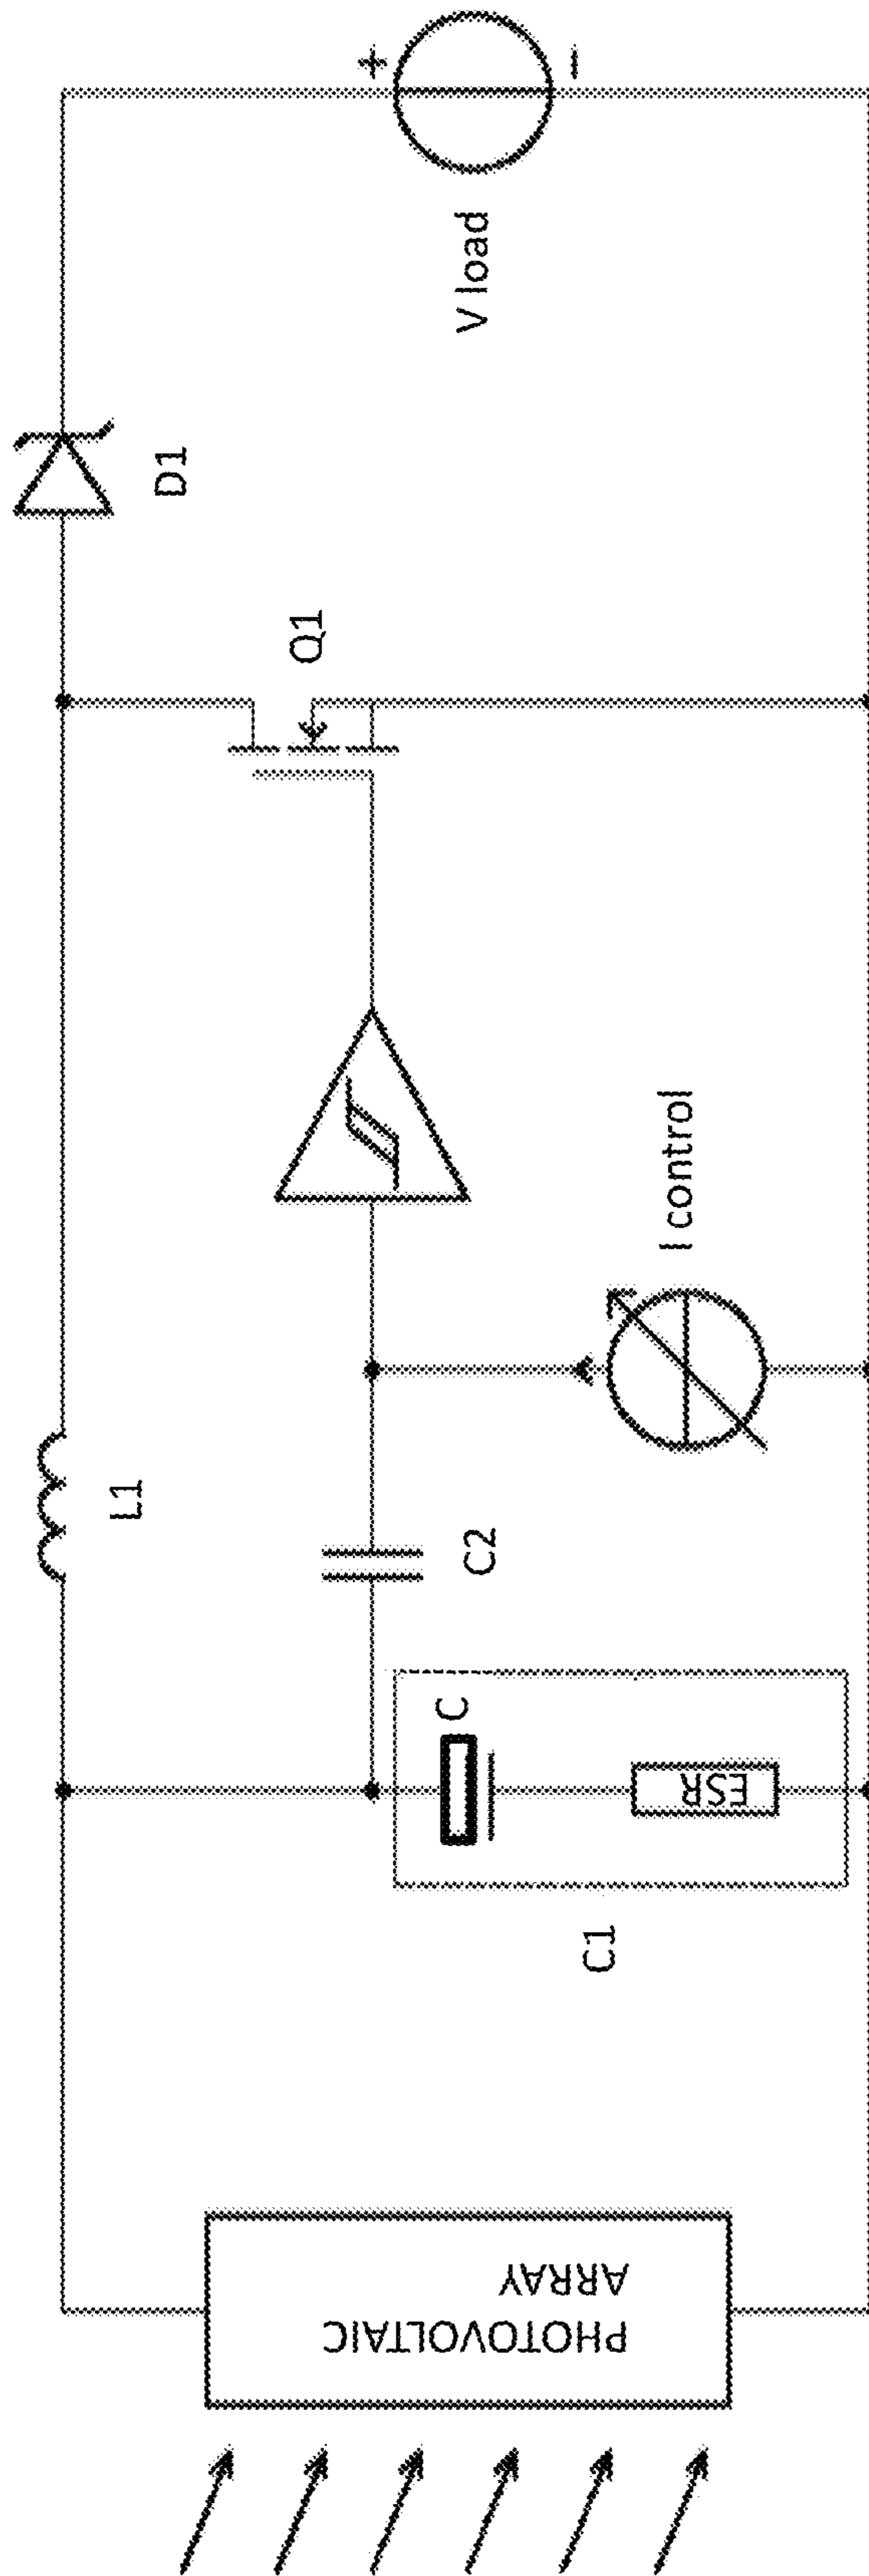 PHOTOVOLTAIC
ARRAY
C1
C
ESR
L1
C2
I control
Q1
D1
V load
+
−